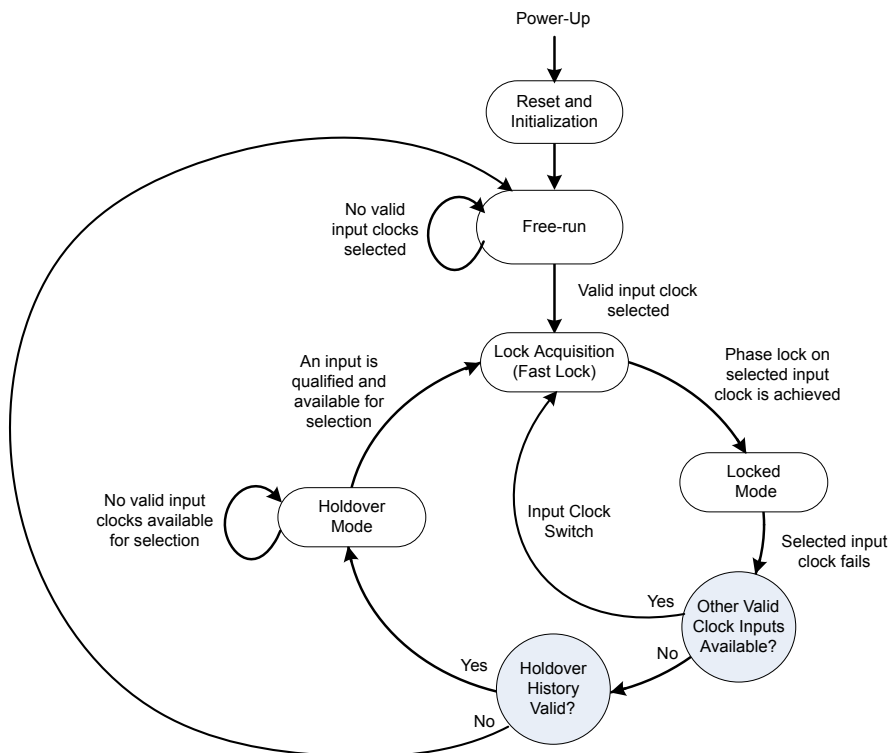 Power-Up
Reset and
Initialization
No valid
input clocks
selected
Free-run
Valid input clock
selected
An input is
qualified and
available for
selection
Lock Acquisition
(Fast Lock)
Phase lock on
selected input
clock is achieved
No valid input
clocks available
for selection
Holdover
Mode
Input Clock
Switch
Locked
Mode
Selected input
clock fails
Yes
Other Valid
Clock Inputs
Available?
No
Yes
Holdover
History
Valid?
No